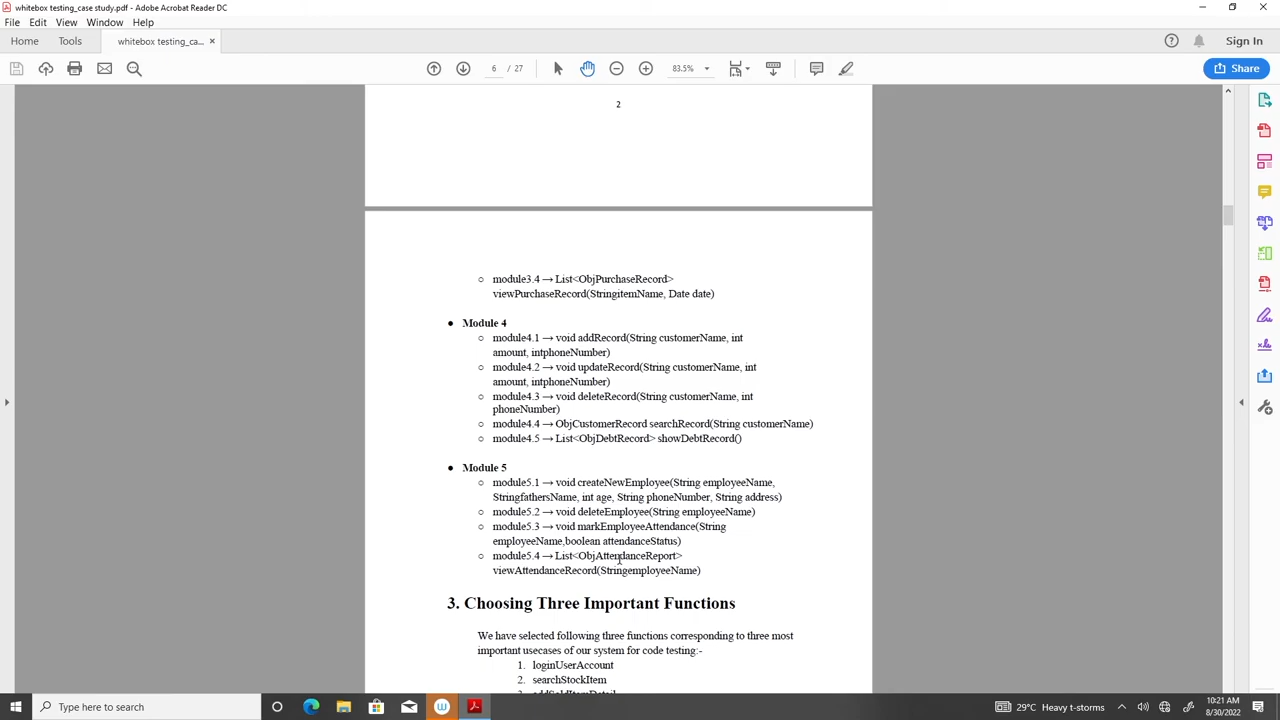 whitebox testing_case study.pdf - Adobe Acrobat Reader DC
File Edit View Window Help
Home Tools whitebox testing_ca... × Sign In
6 / 27 83.5% Share
2
○ module3.4 → List<ObjPurchaseRecord>
viewPurchaseRecord(StringitemName, Date date)
● Module 4
○ module4.1 → void addRecord(String customerName, int
amount, intphoneNumber)
○ module4.2 → void updateRecord(String customerName, int
amount, intphoneNumber)
○ module4.3 → void deleteRecord(String customerName, int
phoneNumber)
○ module4.4 → ObjCustomerRecord searchRecord(String customerName)
○ module4.5 → List<ObjDebtRecord> showDebtRecord()
● Module 5
○ module5.1 → void createNewEmployee(String employeeName,
StringfathersName, int age, String phoneNumber, String address)
○ module5.2 → void deleteEmployee(String employeeName)
○ module5.3 → void markEmployeeAttendance(String
employeeName,boolean attendanceStatus)
○ module5.4 → List<ObjAttendanceReport>
viewAttendanceRecord(StringemployeeName)
3. Choosing Three Important Functions
We have selected following three functions corresponding to three most
important usecases of our system for code testing:-
1. loginUserAccount
2. searchStockItem
3. addSoldItemDetail
Type here to search
29°C Heavy t-storms
10:21 AM
8/30/2022